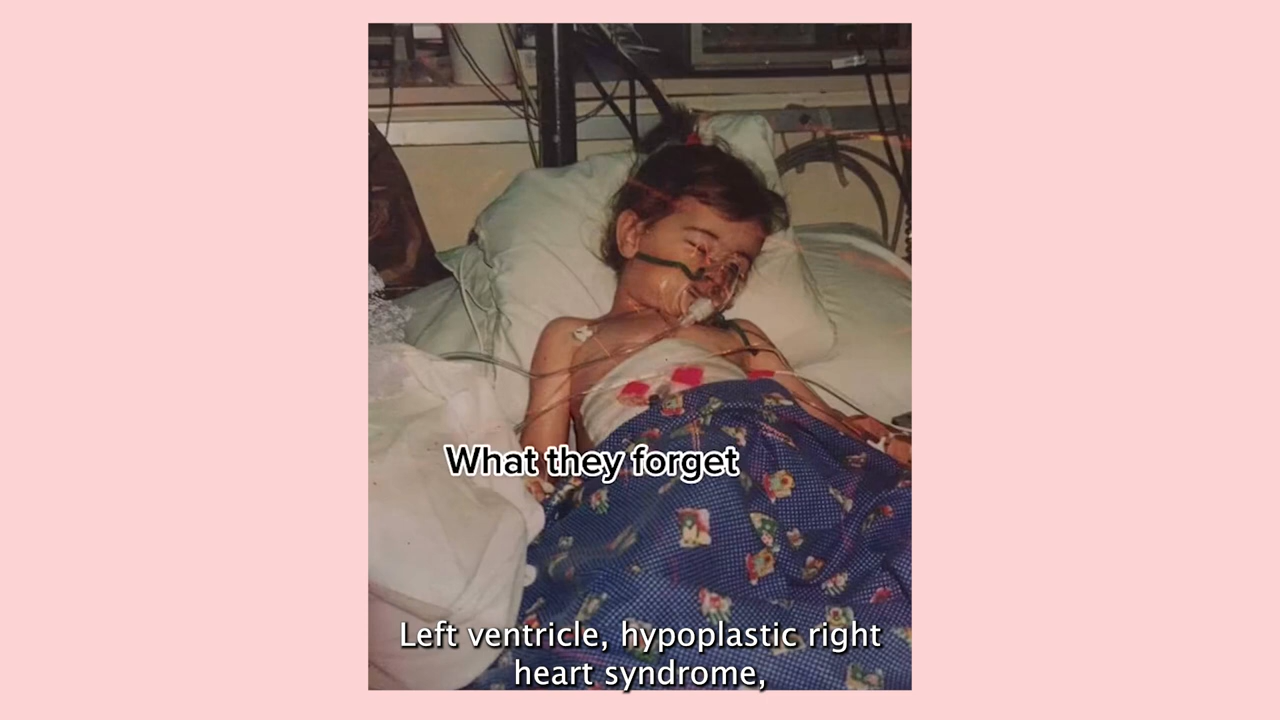 What they forget
Left ventricle, hypoplastic right
heart syndrome,